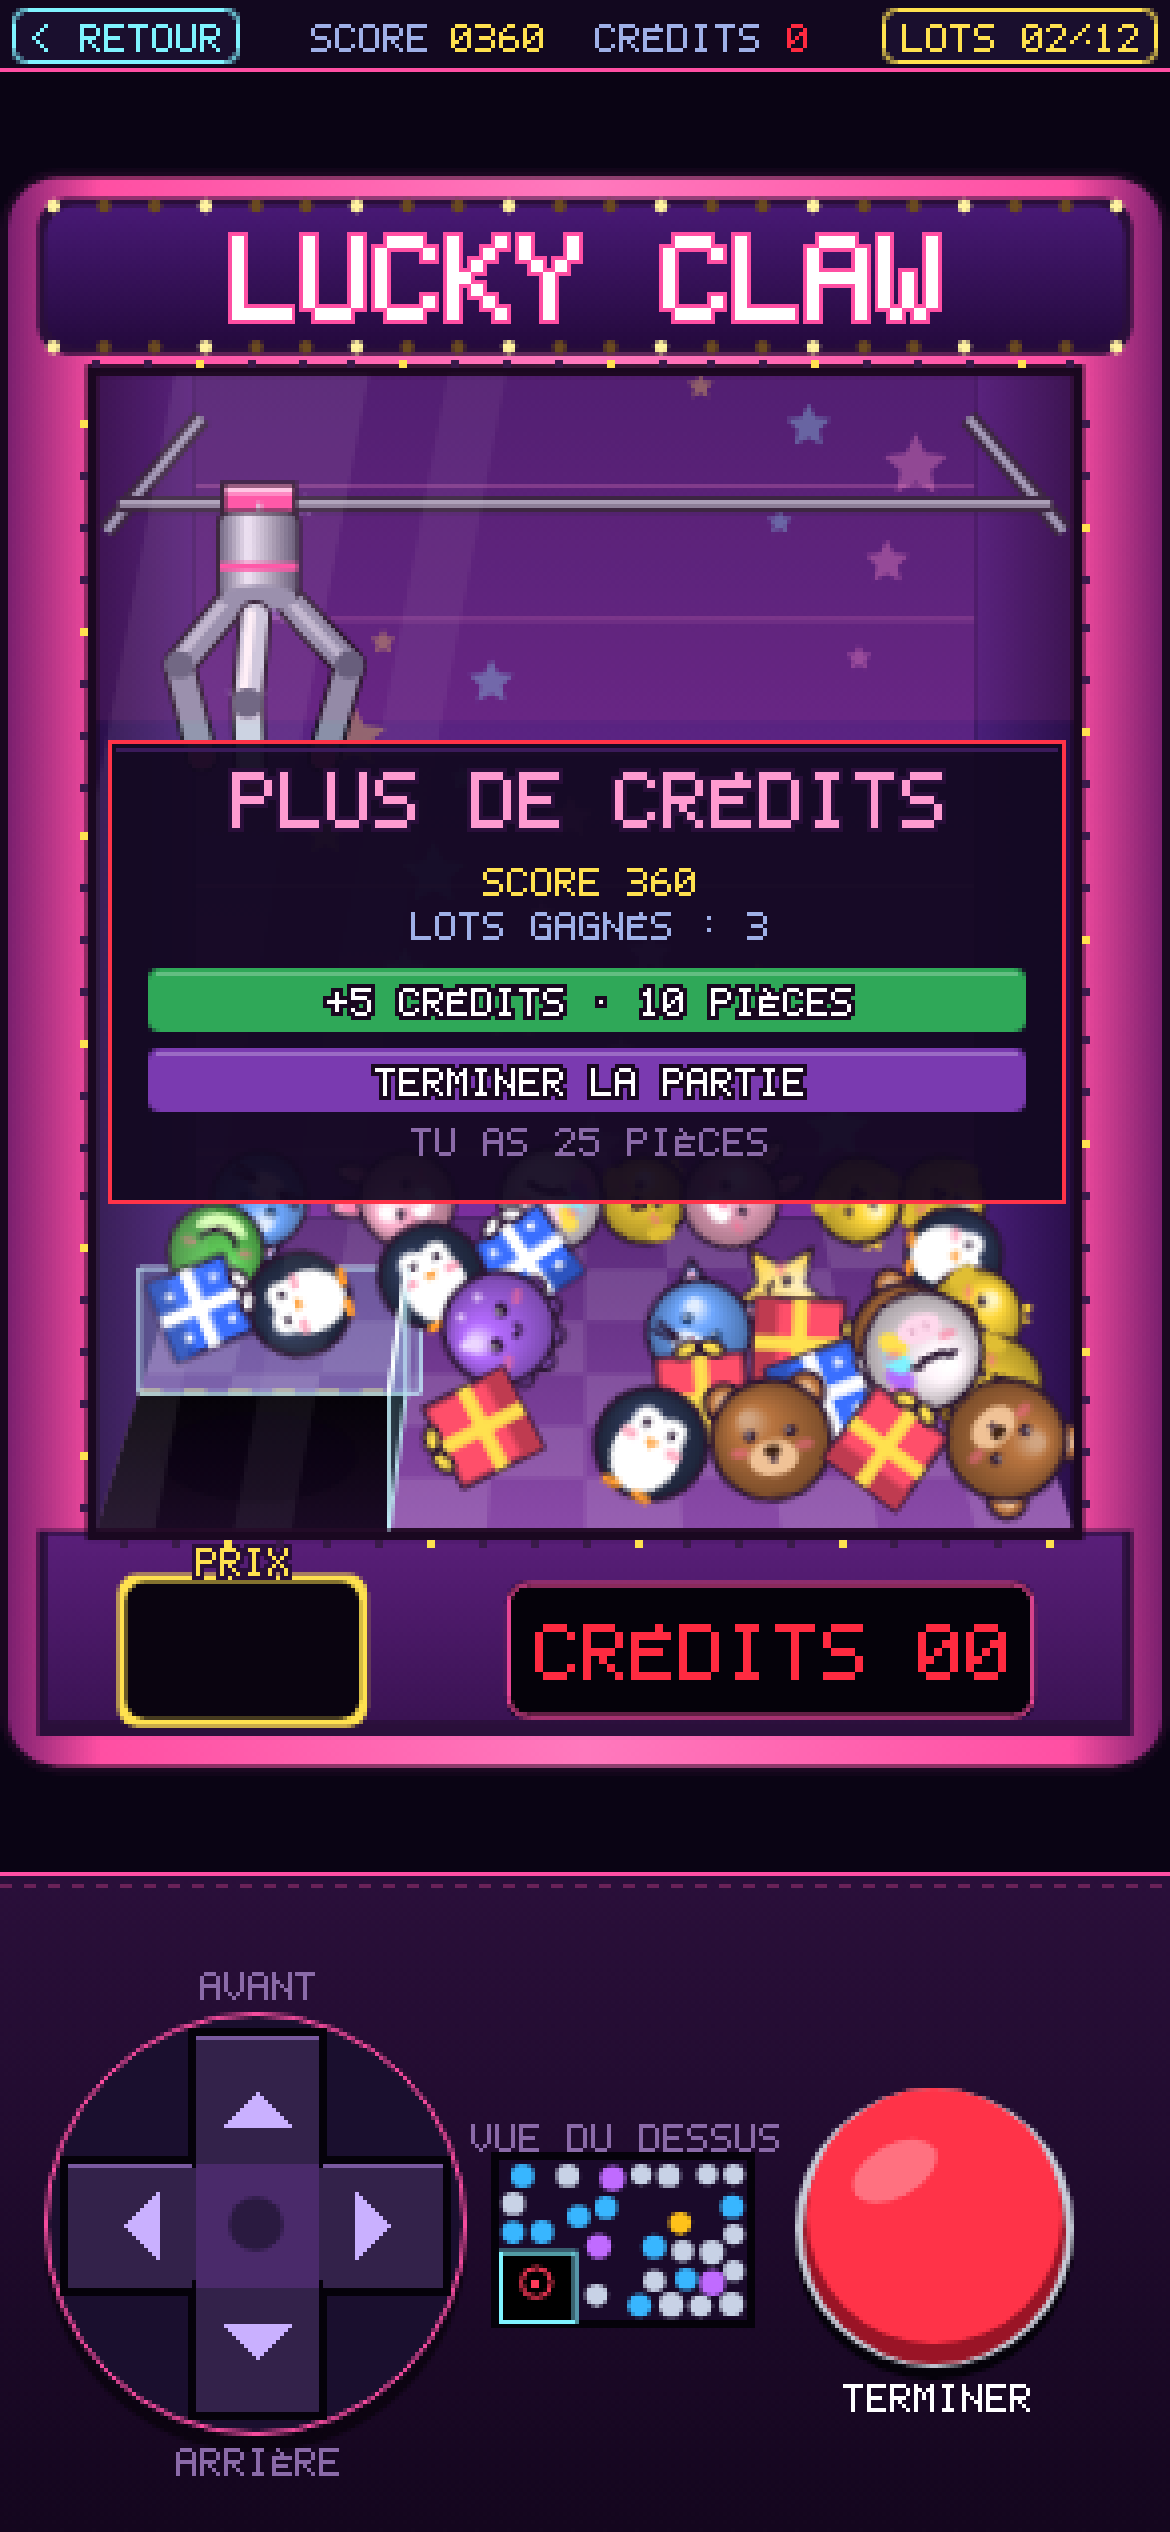 < RETOUR
SCORE 0360
CRÉDITS 0
LOTS 02/12
LUCKY CLAW
PLUS DE CRÉDITS
SCORE 360
LOTS GAGNÉS : 3
+5 CRÉDITS · 10 PIèCES
TERMINER LA PARTIE
TU AS 25 PIèCES
PRIX
CRÉDITS 00
AVANT
VUE DU DESSUS
TERMINER
ARRIèRE